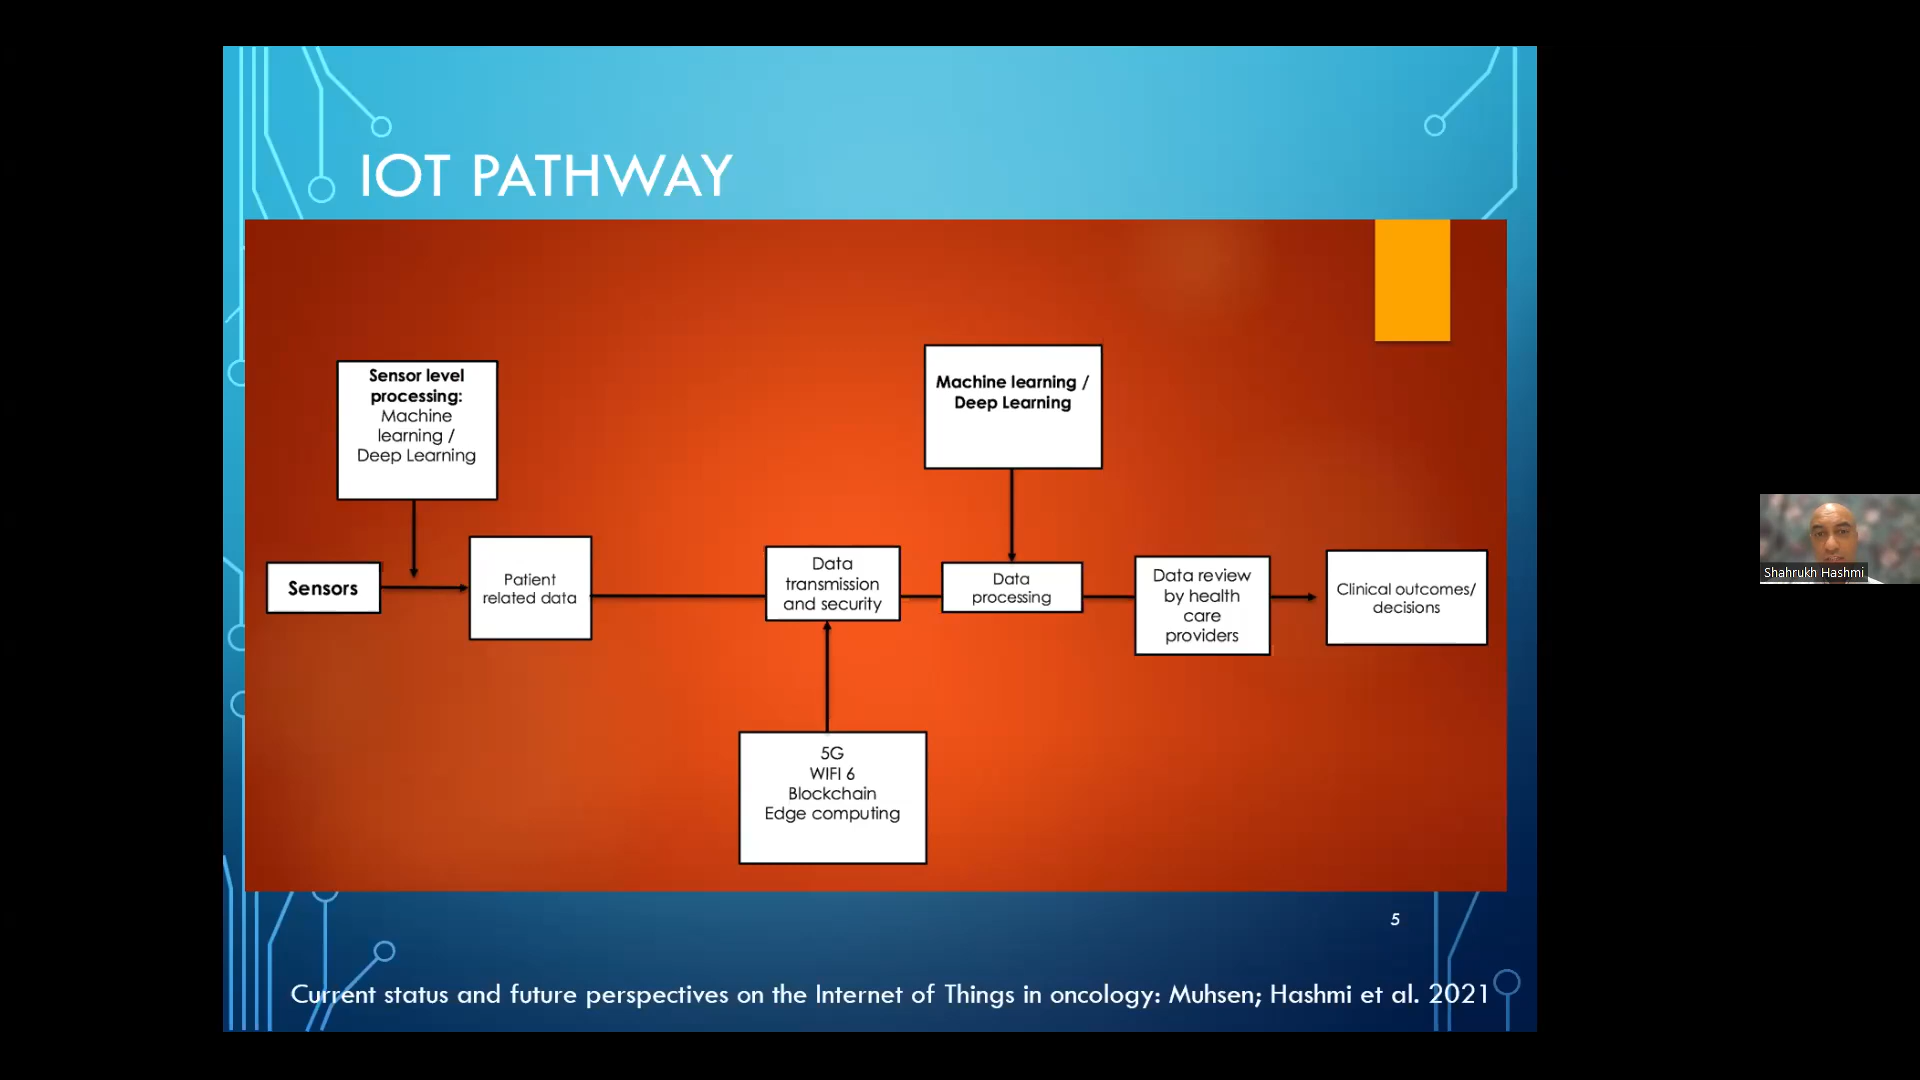 IOT PATHWAY
Sensor level
processing:
Machine
learning /
Deep Learning
Machine learning /
Deep Learning
Sensors
Patient
related data
Data
transmission
and security
Data
processing
Data review
by health
care
providers
Clinical outcomes/
decisions
5G
WIFI 6
Blockchain
Edge computing
5
Current status and future perspectives on the Internet of Things in oncology: Muhsen; Hashmi et al. 2021
Shahrukh Hashmi